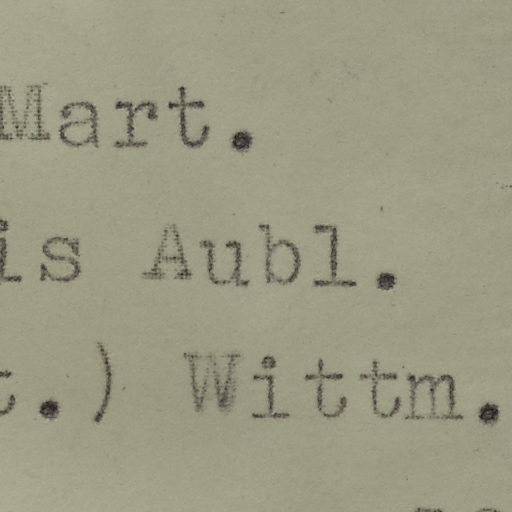 Mart.
is Aubl.
t.) Wittm.